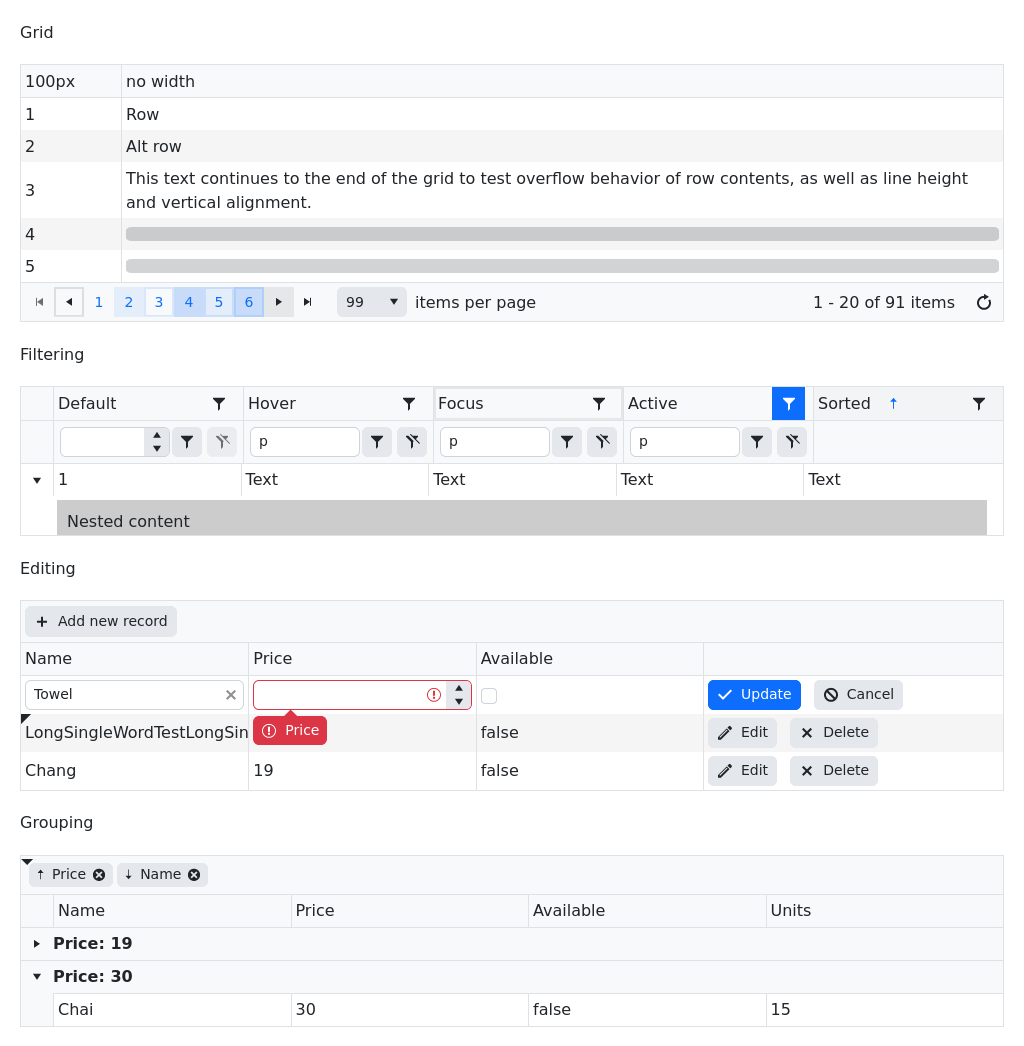 Grid
100px no width
1 Row
2 Alt row
3 This text continues to the end of the grid to test overflow behavior of row contents, as well as line height
and vertical alignment.
4
5
1 2 3 4 5 6 99 items per page 1 - 20 of 91 items
Filtering
Default Hover Focus Active Sorted
p p p
1 Text Text Text Text
Nested content
Editing
Add new record
Name Price Available
Towel Update Cancel
LongSingleWordTestLongSin Price false Edit Delete
Chang 19 false Edit Delete
Grouping
Price Name
Name Price Available Units
Price: 19
Price: 30
Chai 30 false 15